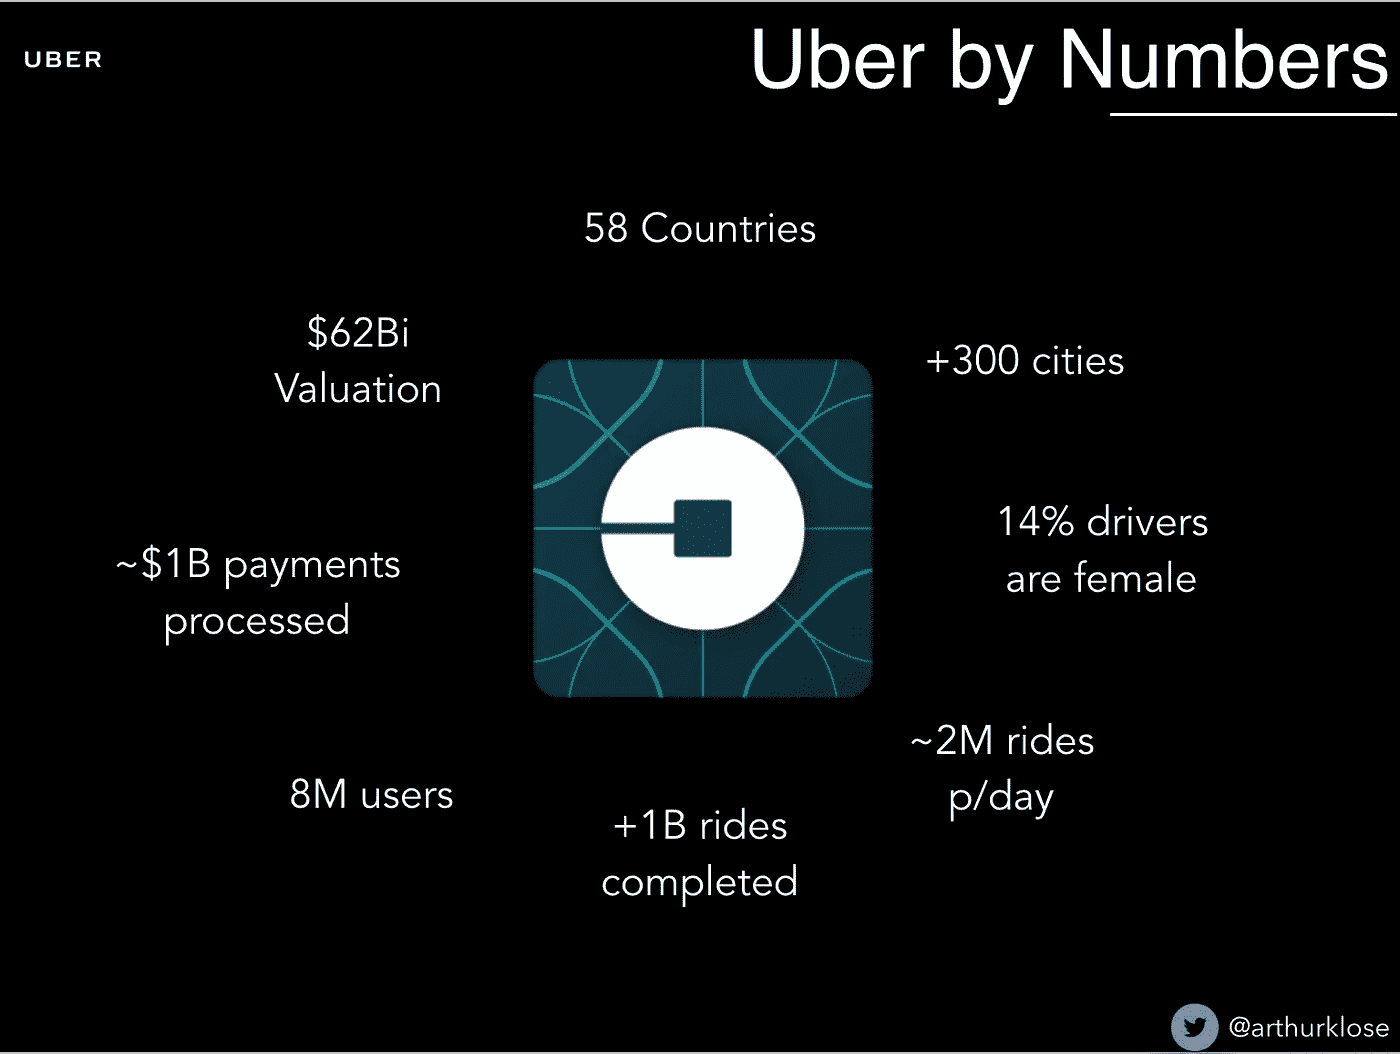 UBER
Uber by Numbers
58 Countries
$62Bi
Valuation
+300 cities
14% drivers
are female
~$1B payments
processed
~2M rides
p/day
8M users
+1B rides
completed
@arthurklose